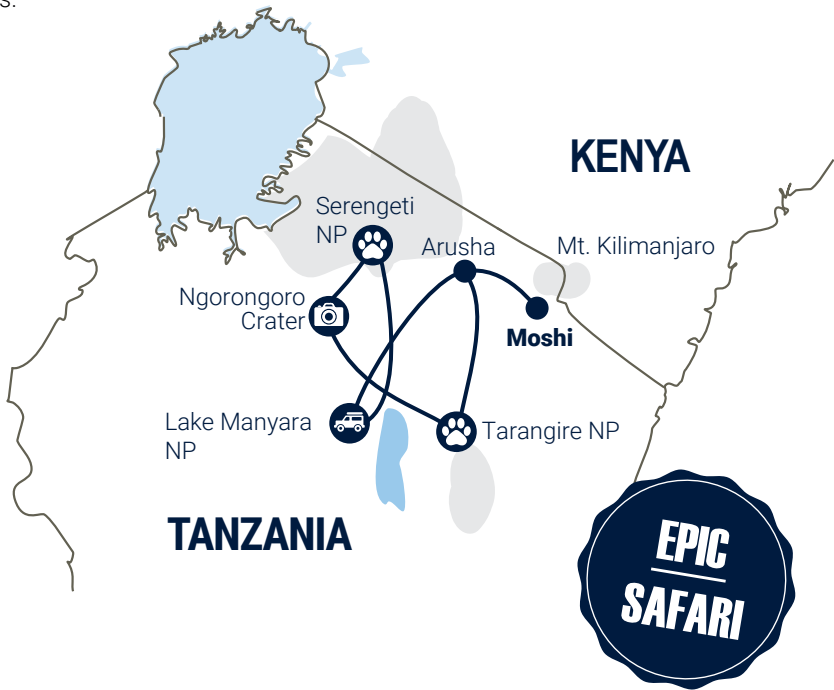 s.
KENYA
Serengeti
NP
Arusha
Mt. Kilimanjaro
Ngorongoro
Crater
Moshi
Lake Manyara
NP
Tarangire NP
TANZANIA
EPIC
SAFARI